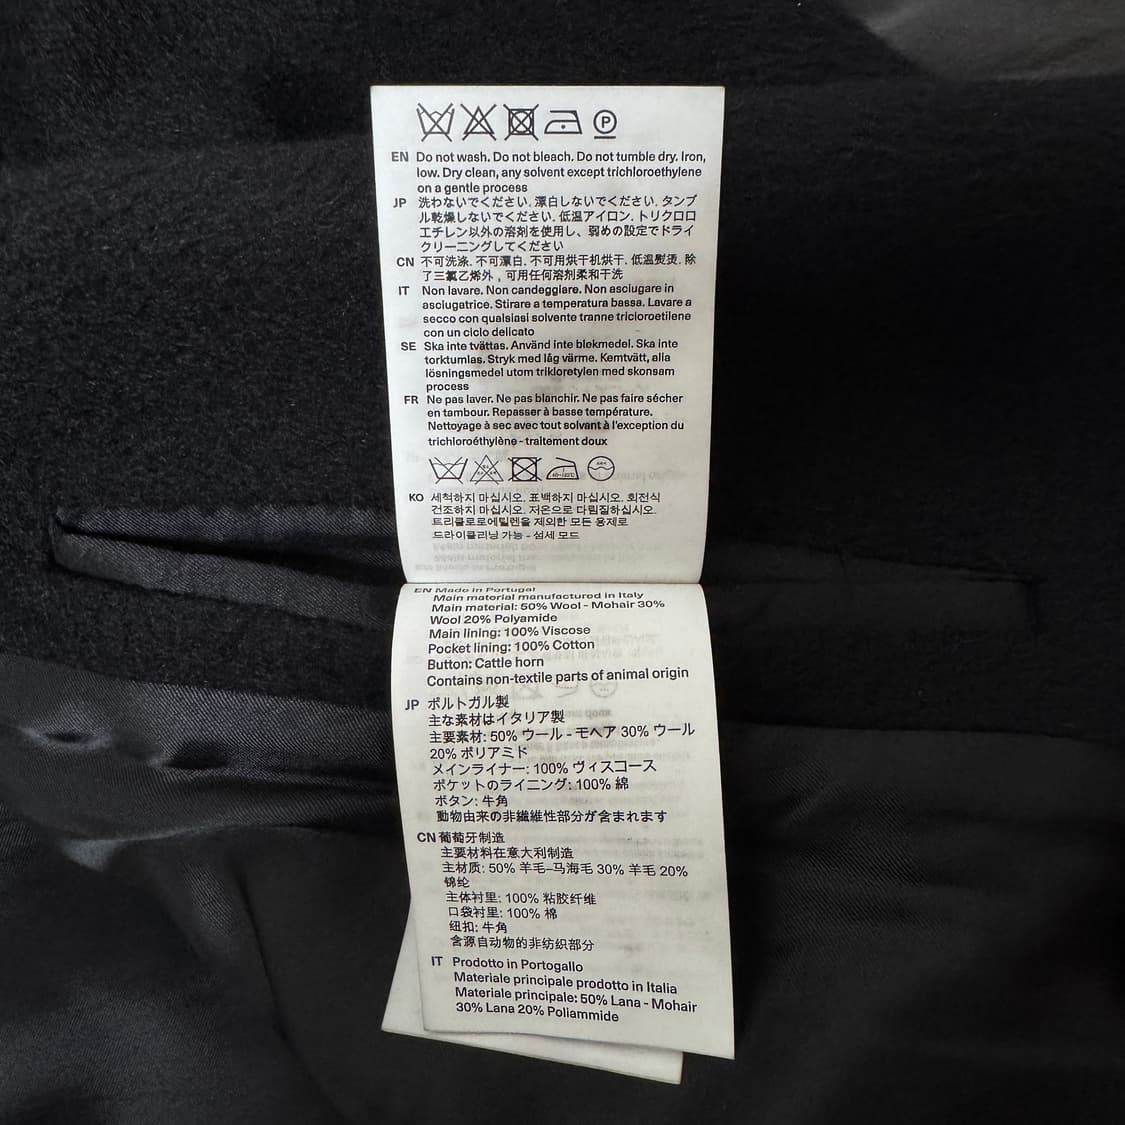 EN Do not wash. Do not bleach. Do not tumble dry. Iron,
low. Dry clean, any solvent except trichloroethylene
on a gentle process
JP 洗わないでください. 漂白しないでください. タンブ
ル乾燥しないでください. 低温アイロン. トリクロロ
エチレン以外の溶剤を使用し、弱めの設定でドライ
クリーニングしてください
CN 不可洗涤. 不可漂白. 不可用烘干机烘干. 低温熨烫. 除
了三氯乙烯外，可用任何溶剂柔和干洗
IT Non lavare. Non candeggiare. Non asciugare in
asciugatrice. Stirare a temperatura bassa. Lavare a
secco con qualsiasi solvente tranne tricloroetilene
con un ciclo delicato
SE Ska inte tvättas. Använd inte blekmedel. Ska inte
torktumlas. Stryk med låg värme. Kemtvätt, alla
lösningsmedel utom trikloretylen med skonsam
process
FR Ne pas laver. Ne pas blanchir. Ne pas faire sécher
en tambour. Repasser à basse température.
Nettoyage à sec avec tout solvant à l'exception du
trichloroéthylène - traitement doux
KO 세척하지 마십시오. 표백하지 마십시오. 회전식
건조하지 마십시오. 저온으로 다림질하십시오.
트리클로로에틸렌을 제외한 모든 용제로
드라이클리닝 가능 - 섬세 모드
EN Made in Portugal
Main material manufactured in Italy
Main material: 50% Wool - Mohair 30%
Wool 20% Polyamide
Main lining: 100% Viscose
Pocket lining: 100% Cotton
Button: Cattle horn
Contains non-textile parts of animal origin
JP ポルトガル製
主な素材はイタリア製
主要素材: 50% ウール - モヘア 30% ウール
20% ポリアミド
メインライナー: 100% ヴィスコース
ポケットのライニング: 100% 綿
ボタン: 牛角
動物由来の非繊維性部分が含まれます
CN 葡萄牙制造
主要材料在意大利制造
主材质: 50% 羊毛–马海毛 30% 羊毛 20%
锦纶
主体衬里: 100% 粘胶纤维
口袋衬里: 100% 棉
纽扣: 牛角
含源自动物的非纺织部分
IT Prodotto in Portogallo
Materiale principale prodotto in Italia
Materiale principale: 50% Lana - Mohair
30% Lana 20% Poliammide